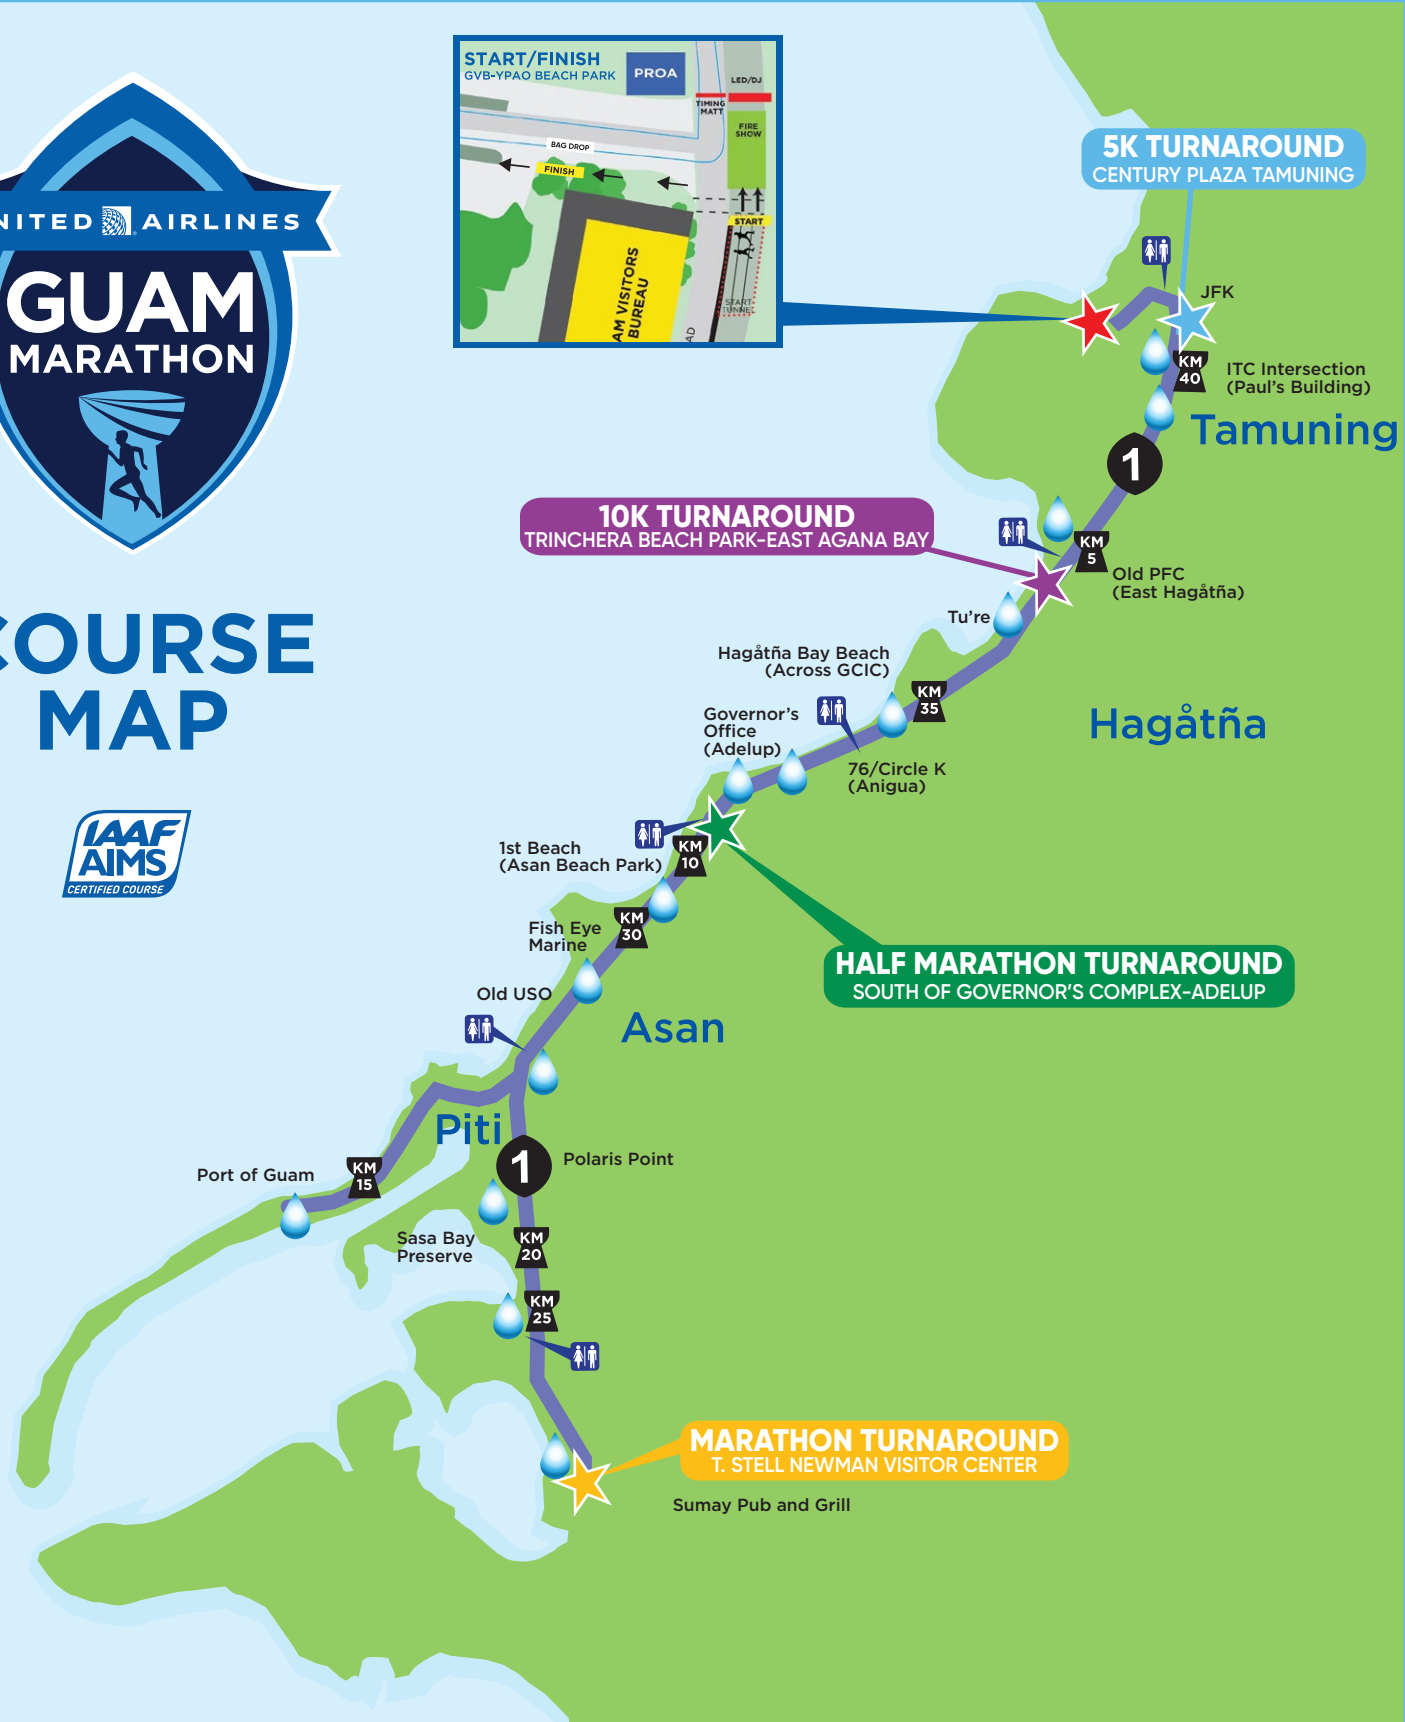 START/FINISH
GVB-YPAO BEACH PARK
PROA
LED/DJ
TIMING
MATT
FIRE
SHOW
BAG DROP
FINISH
START
AM VISITORS
BUREAU
START
TUNNEL
AD
NITED AIRLINES
GUAM
MARATHON
COURSE
MAP
IAAF
AIMS
CERTIFIED COURSE
5K TURNAROUND
CENTURY PLAZA TAMUNING
JFK
KM
40
ITC Intersection
(Paul's Building)
Tamuning
1
10K TURNAROUND
TRINCHERA BEACH PARK-EAST AGANA BAY
KM
5
Old PFC
(East Hagåtña)
Tu're
Hagåtña Bay Beach
(Across GCIC)
KM
35
Hagåtña
Governor's
Office
(Adelup)
76/Circle K
(Anigua)
1st Beach
(Asan Beach Park)
KM
10
KM
30
Fish Eye
Marine
HALF MARATHON TURNAROUND
SOUTH OF GOVERNOR'S COMPLEX-ADELUP
Old USO
Asan
Piti
1
Polaris Point
Port of Guam
KM
15
Sasa Bay
Preserve
KM
20
KM
25
MARATHON TURNAROUND
T. STELL NEWMAN VISITOR CENTER
Sumay Pub and Grill